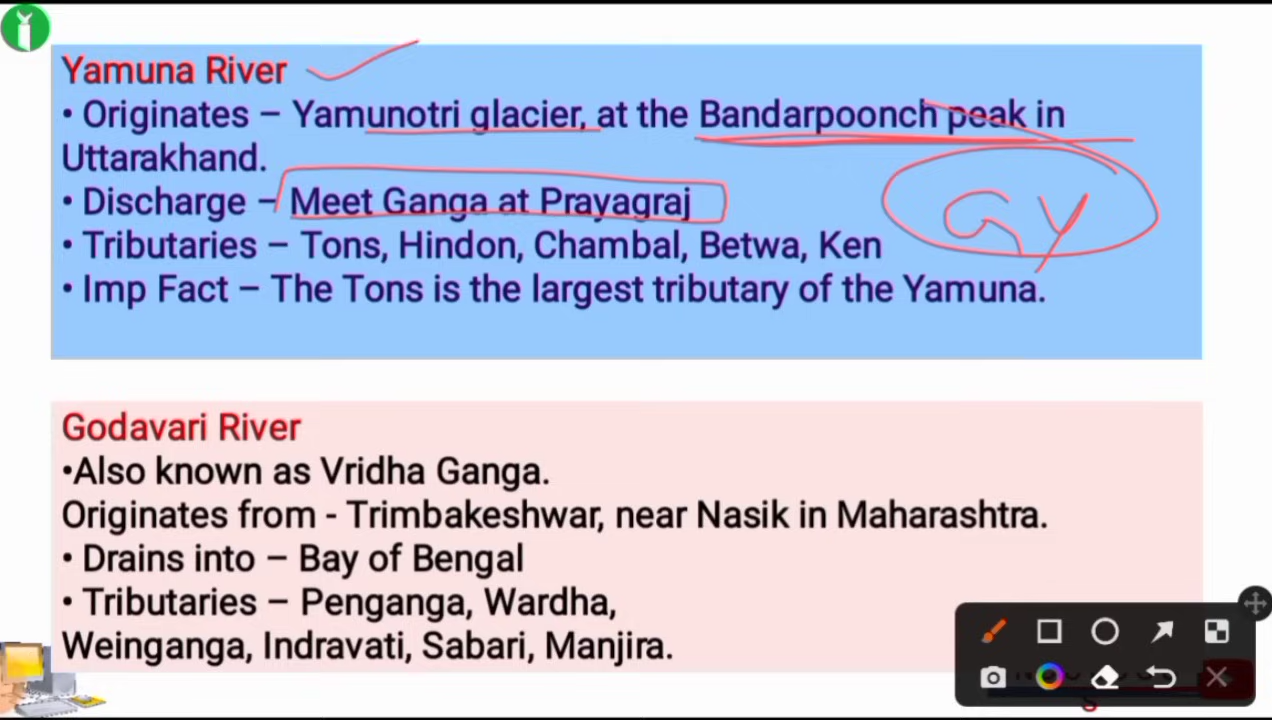 Yamuna River
• Originates – Yamunotri glacier, at the Bandarpoonch peak in
Uttarakhand.
• Discharge – Meet Ganga at Prayagraj
GY
• Tributaries – Tons, Hindon, Chambal, Betwa, Ken
• Imp Fact – The Tons is the largest tributary of the Yamuna.
Godavari River
•Also known as Vridha Ganga.
Originates from - Trimbakeshwar, near Nasik in Maharashtra.
• Drains into – Bay of Bengal
• Tributaries – Penganga, Wardha,
Weinganga, Indravati, Sabari, Manjira.